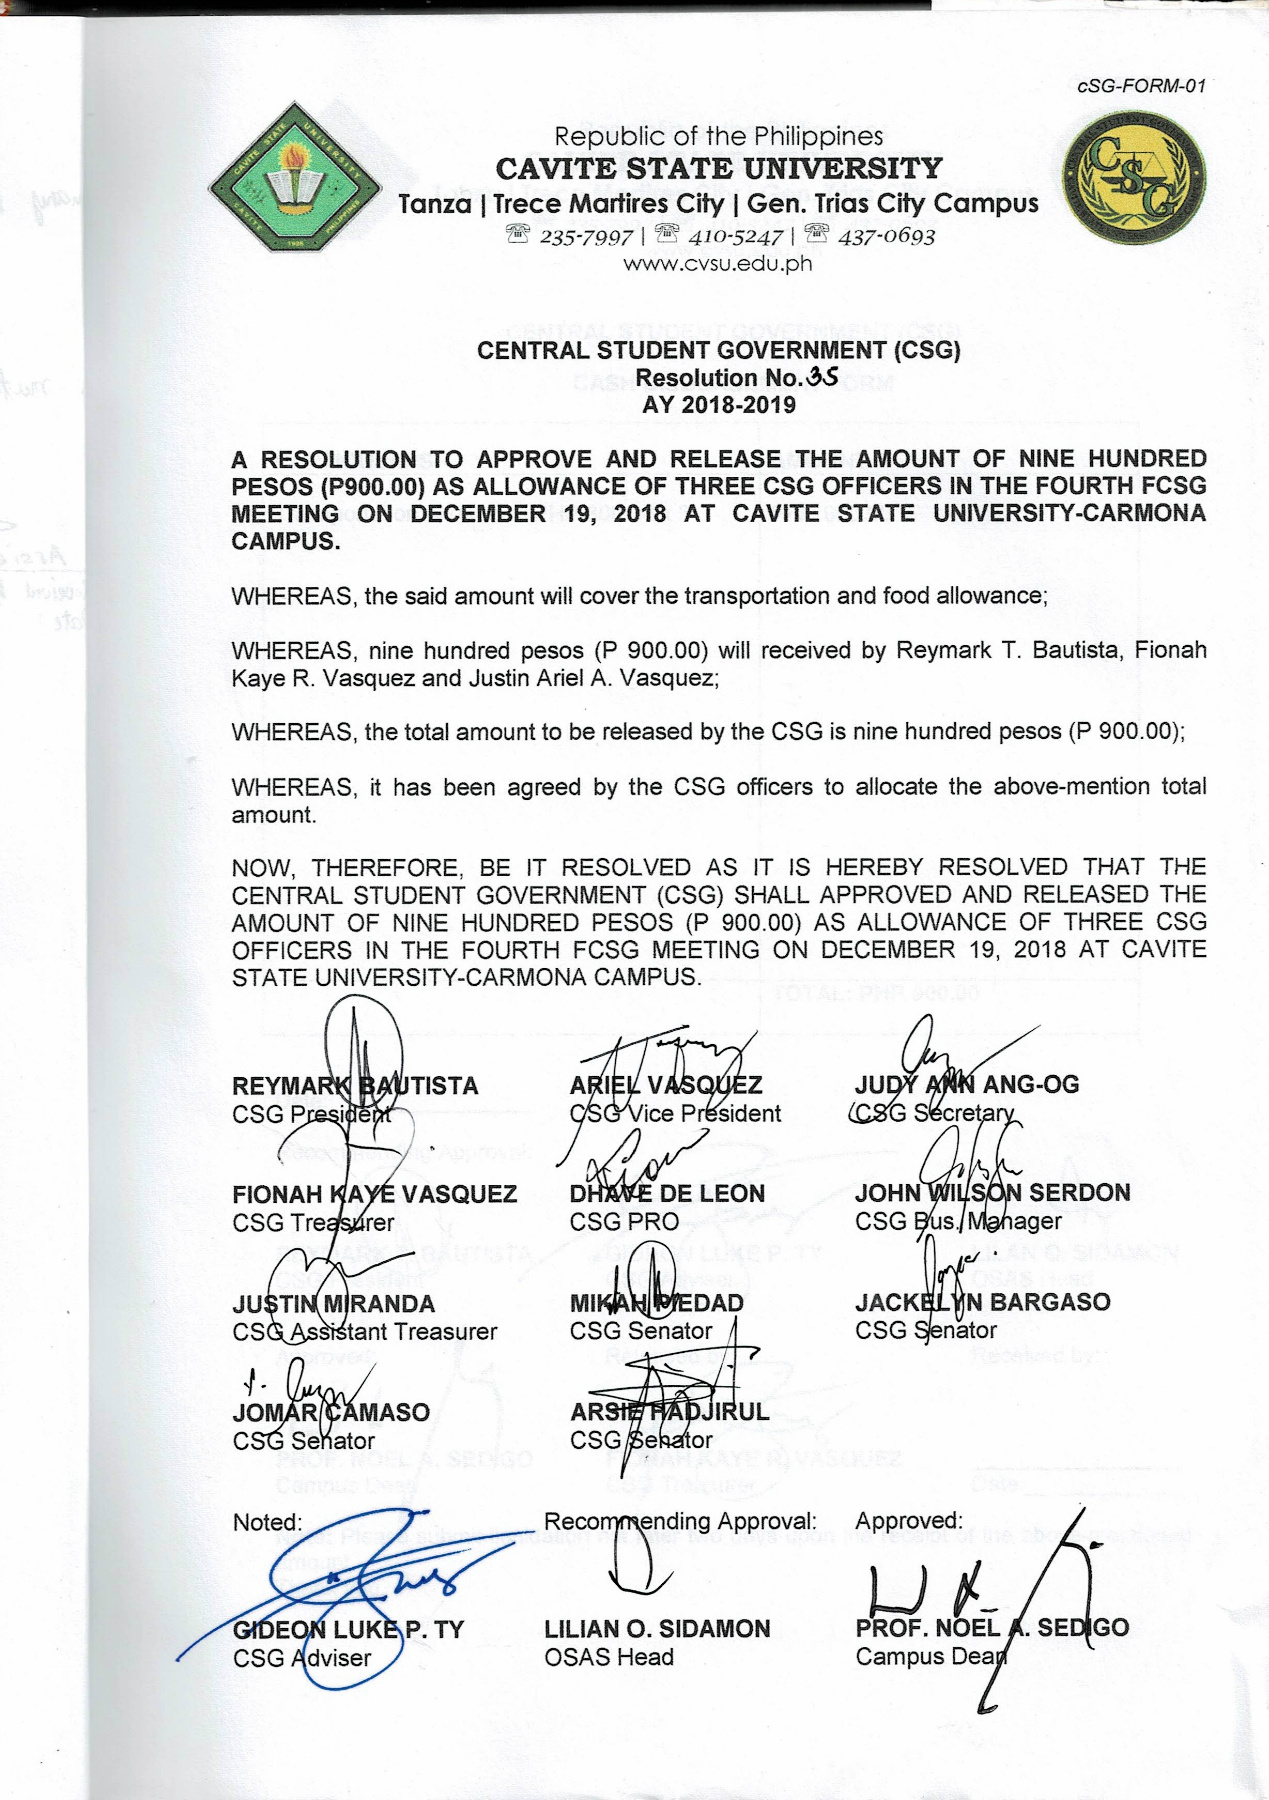 cSG-FORM-01
Republic of the Philippines
CAVITE STATE UNIVERSITY
Tanza | Trece Martires City | Gen. Trias City Campus
☏ 235-7997 | ☏ 410-5247 | ☏ 437-0693
www.cvsu.edu.ph
CAVITE STATE UNIVERSITY
CAVITE 1906 PHILIPPINES
CSG
CENTRAL STUDENT GOVERNMENT (CSG)
Resolution No. 35
AY 2018-2019
A RESOLUTION TO APPROVE AND RELEASE THE AMOUNT OF NINE HUNDRED
PESOS (P900.00) AS ALLOWANCE OF THREE CSG OFFICERS IN THE FOURTH FCSG
MEETING ON DECEMBER 19, 2018 AT CAVITE STATE UNIVERSITY-CARMONA
CAMPUS.
WHEREAS, the said amount will cover the transportation and food allowance;
WHEREAS, nine hundred pesos (P 900.00) will received by Reymark T. Bautista, Fionah
Kaye R. Vasquez and Justin Ariel A. Vasquez;
WHEREAS, the total amount to be released by the CSG is nine hundred pesos (P 900.00);
WHEREAS, it has been agreed by the CSG officers to allocate the above-mention total
amount.
NOW, THEREFORE, BE IT RESOLVED AS IT IS HEREBY RESOLVED THAT THE
CENTRAL STUDENT GOVERNMENT (CSG) SHALL APPROVED AND RELEASED THE
AMOUNT OF NINE HUNDRED PESOS (P 900.00) AS ALLOWANCE OF THREE CSG
OFFICERS IN THE FOURTH FCSG MEETING ON DECEMBER 19, 2018 AT CAVITE
STATE UNIVERSITY-CARMONA CAMPUS.
REYMARK BAUTISTA ARIEL VASQUEZ JUDY ANN ANG-OG
CSG President CSG Vice President CSG Secretary
FIONAH KAYE VASQUEZ DHAVE DE LEON JOHN WILSON SERDON
CSG Treasurer CSG PRO CSG Bus. Manager
JUSTIN MIRANDA MIKAH PIEDAD JACKELYN BARGASO
CSG Assistant Treasurer CSG Senator CSG Senator
JOMAR CAMASO ARSIE HADJIRUL
CSG Senator CSG Senator
Noted: Recommending Approval: Approved:
GIDEON LUKE P. TY LILIAN O. SIDAMON PROF. NOEL A. SEDIGO
CSG Adviser OSAS Head Campus Dean